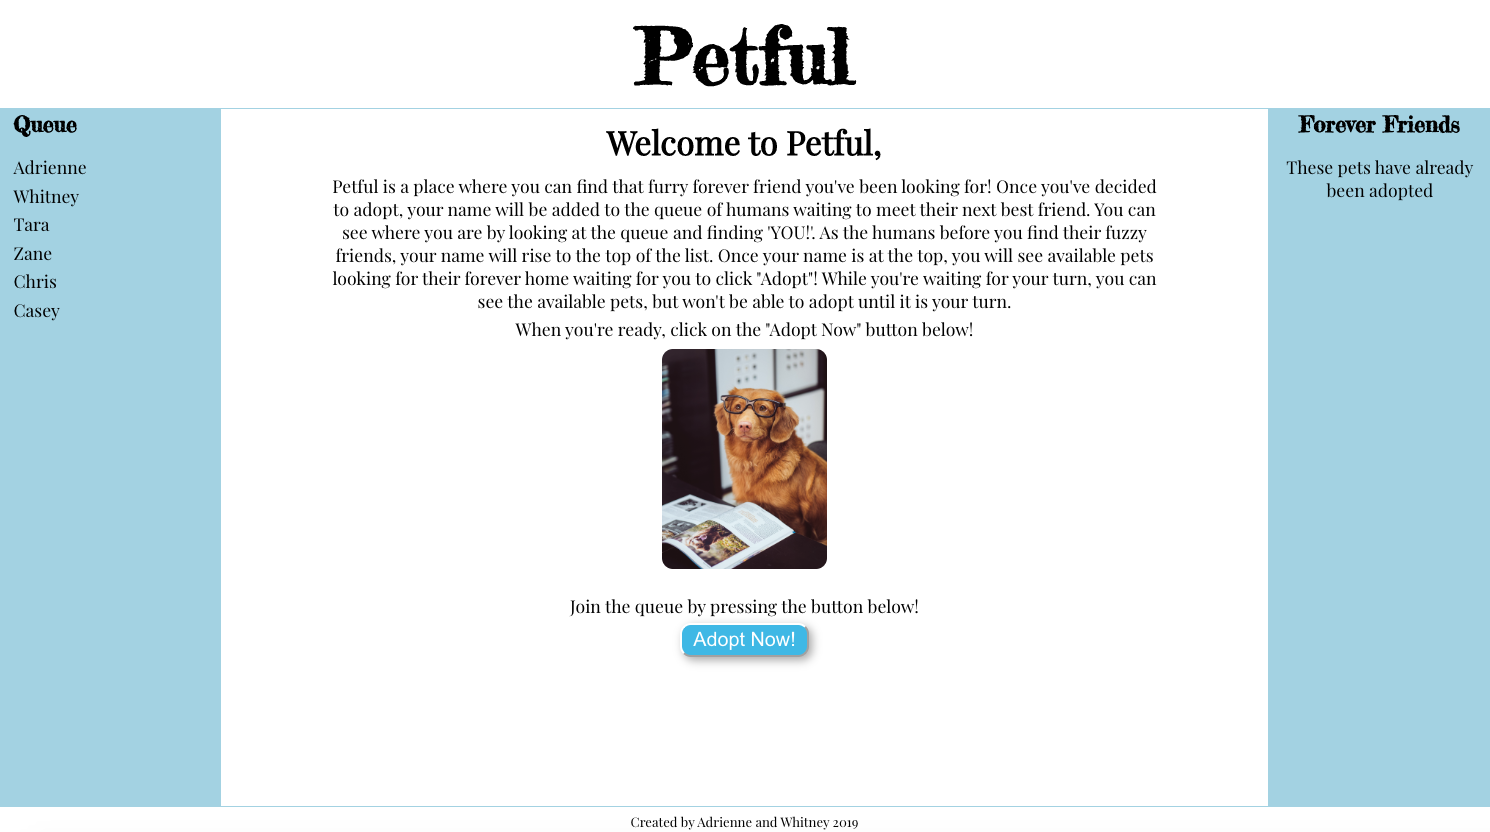 Petful
Queue
Adrienne
Whitney
Tara
Zane
Chris
Casey
Welcome to Petful,
Petful is a place where you can find that furry forever friend you've been looking for! Once you've decided
to adopt, your name will be added to the queue of humans waiting to meet their next best friend. You can
see where you are by looking at the queue and finding 'YOU!'. As the humans before you find their fuzzy
friends, your name will rise to the top of the list. Once your name is at the top, you will see available pets
looking for their forever home waiting for you to click "Adopt"! While you're waiting for your turn, you can
see the available pets, but won't be able to adopt until it is your turn.
When you're ready, click on the "Adopt Now" button below!
Join the queue by pressing the button below!
Adopt Now!
Forever Friends
These pets have already
been adopted
Created by Adrienne and Whitney 2019